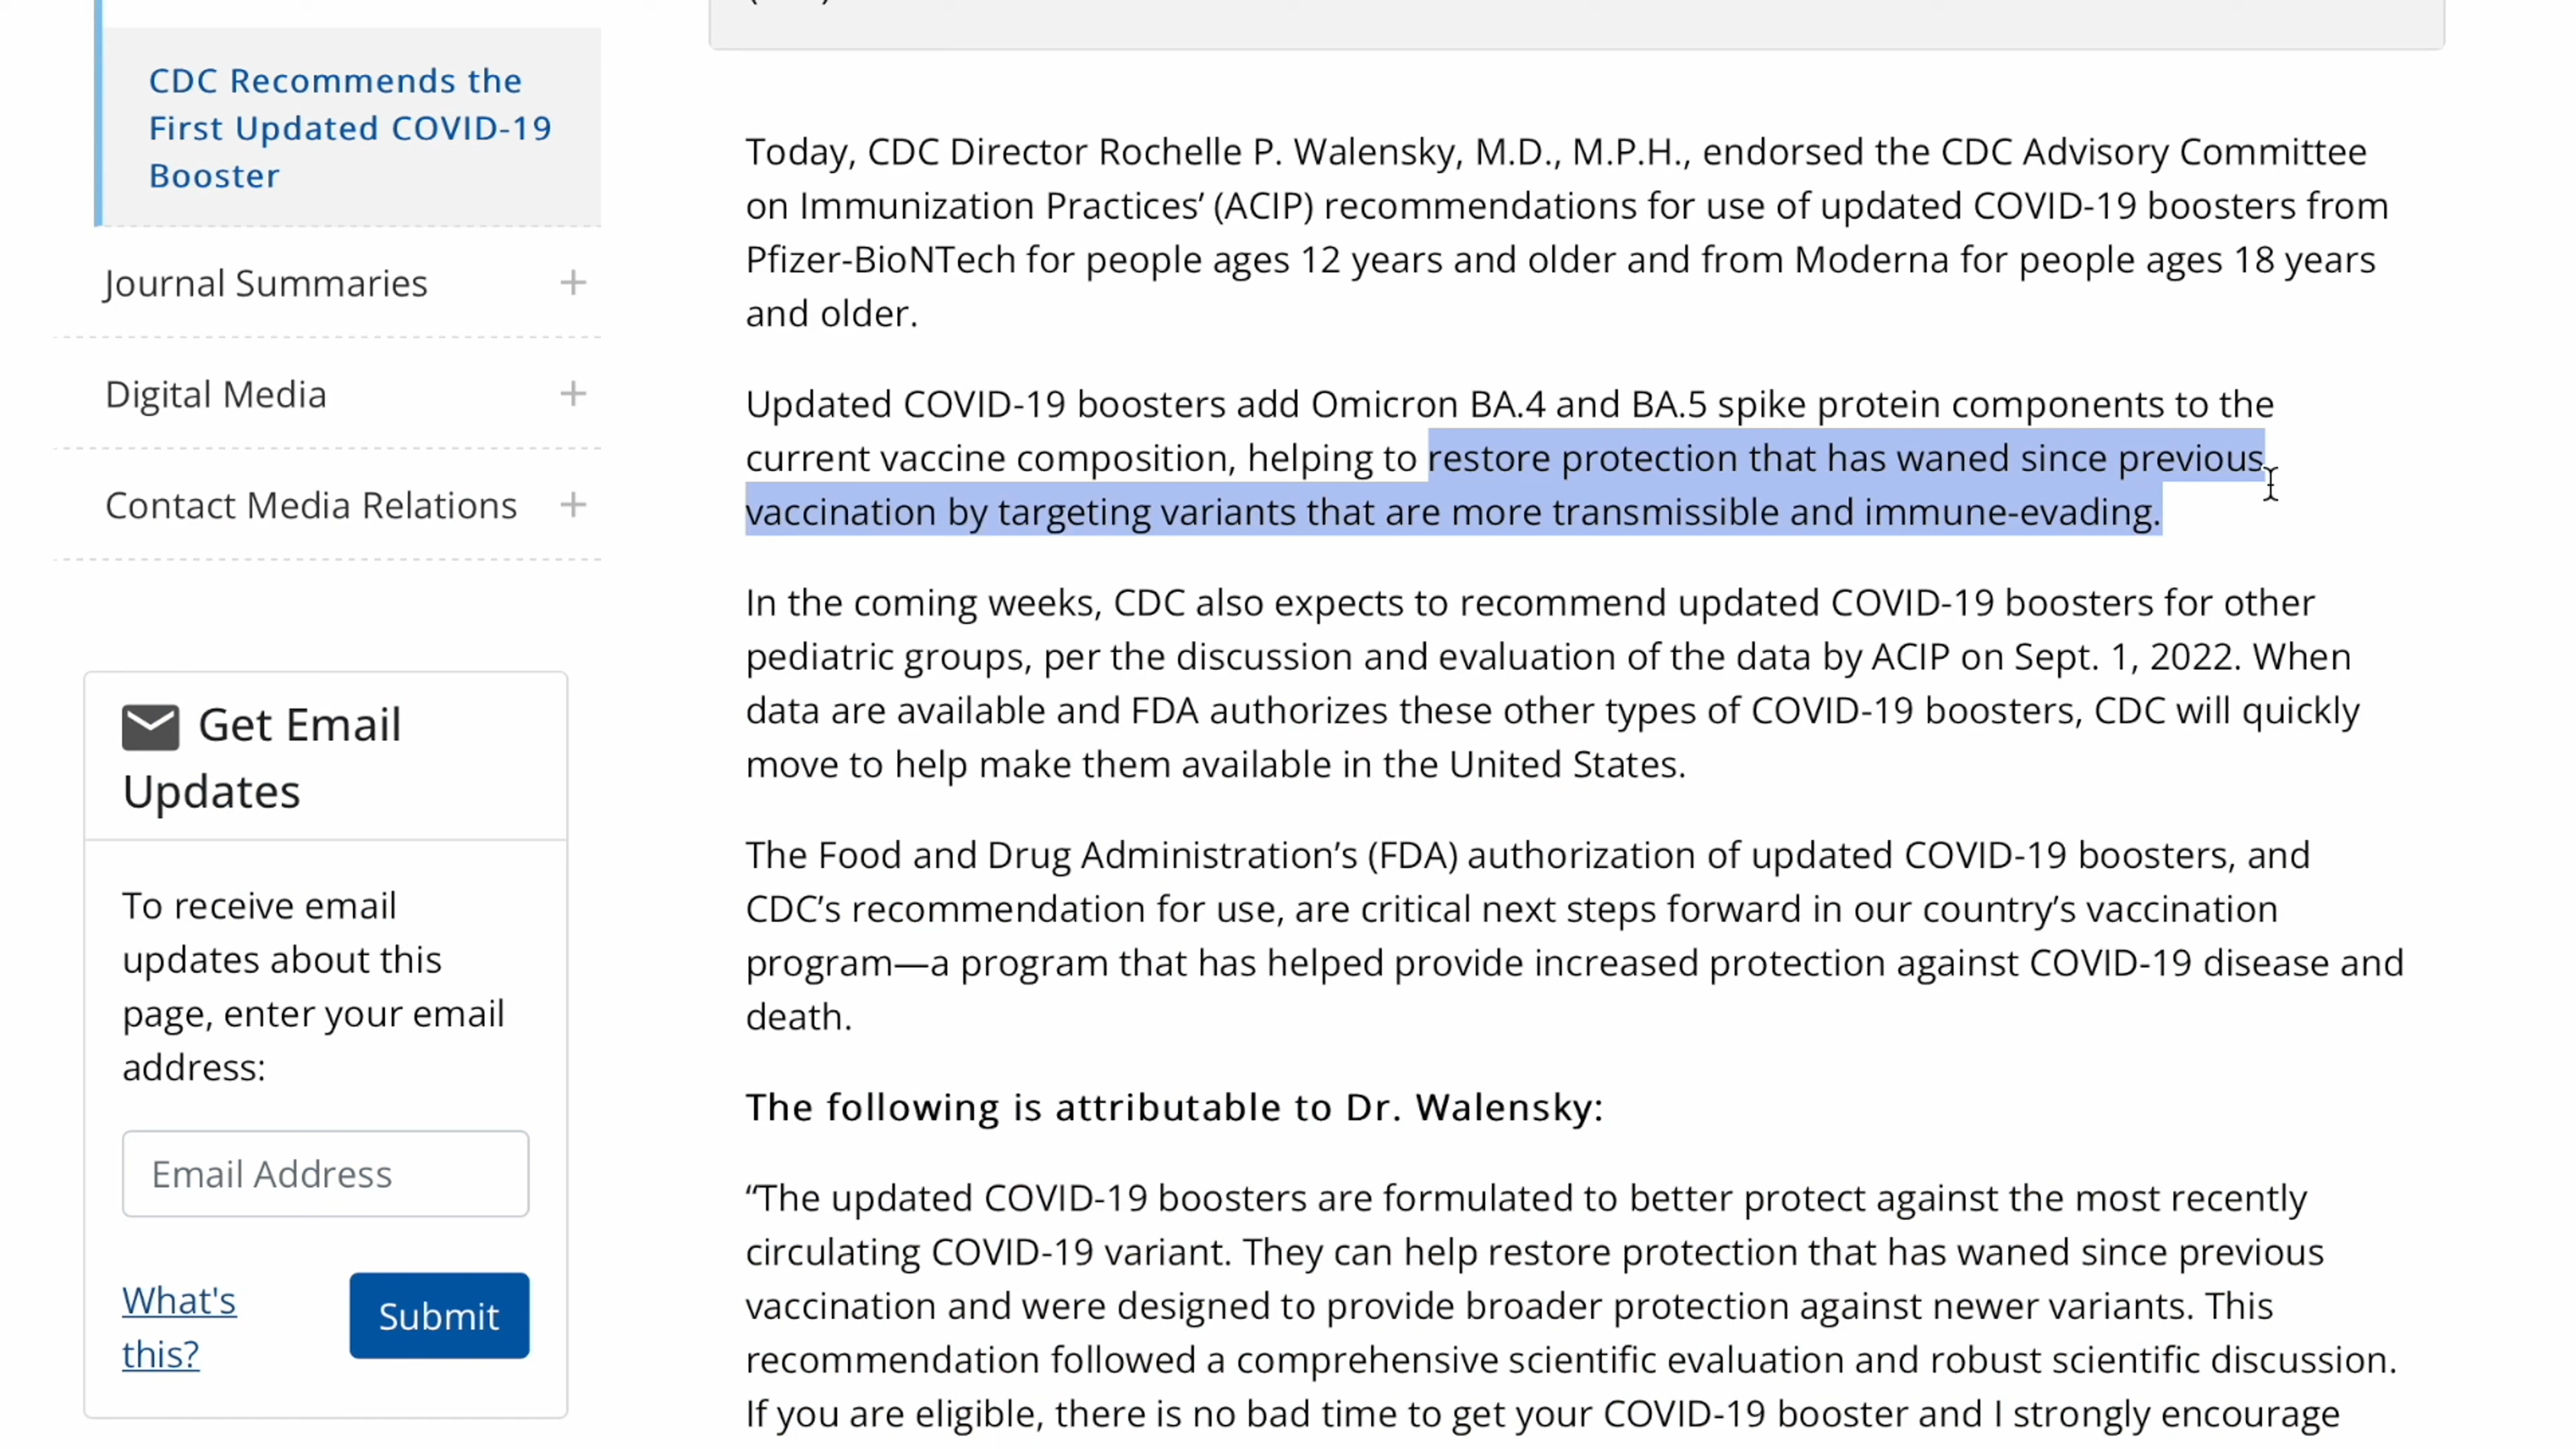 CDC Recommends the
First Updated COVID-19
Booster
Journal Summaries +
Digital Media +
Contact Media Relations +
Get Email
Updates
To receive email
updates about this
page, enter your email
address:
Email Address
What's
this?
Submit
Today, CDC Director Rochelle P. Walensky, M.D., M.P.H., endorsed the CDC Advisory Committee
on Immunization Practices’ (ACIP) recommendations for use of updated COVID-19 boosters from
Pfizer-BioNTech for people ages 12 years and older and from Moderna for people ages 18 years
and older.
Updated COVID-19 boosters add Omicron BA.4 and BA.5 spike protein components to the
current vaccine composition, helping to restore protection that has waned since previous
vaccination by targeting variants that are more transmissible and immune-evading.
In the coming weeks, CDC also expects to recommend updated COVID-19 boosters for other
pediatric groups, per the discussion and evaluation of the data by ACIP on Sept. 1, 2022. When
data are available and FDA authorizes these other types of COVID-19 boosters, CDC will quickly
move to help make them available in the United States.
The Food and Drug Administration’s (FDA) authorization of updated COVID-19 boosters, and
CDC’s recommendation for use, are critical next steps forward in our country’s vaccination
program—a program that has helped provide increased protection against COVID-19 disease and
death.
The following is attributable to Dr. Walensky:
“The updated COVID-19 boosters are formulated to better protect against the most recently
circulating COVID-19 variant. They can help restore protection that has waned since previous
vaccination and were designed to provide broader protection against newer variants. This
recommendation followed a comprehensive scientific evaluation and robust scientific discussion.
If you are eligible, there is no bad time to get your COVID-19 booster and I strongly encourage